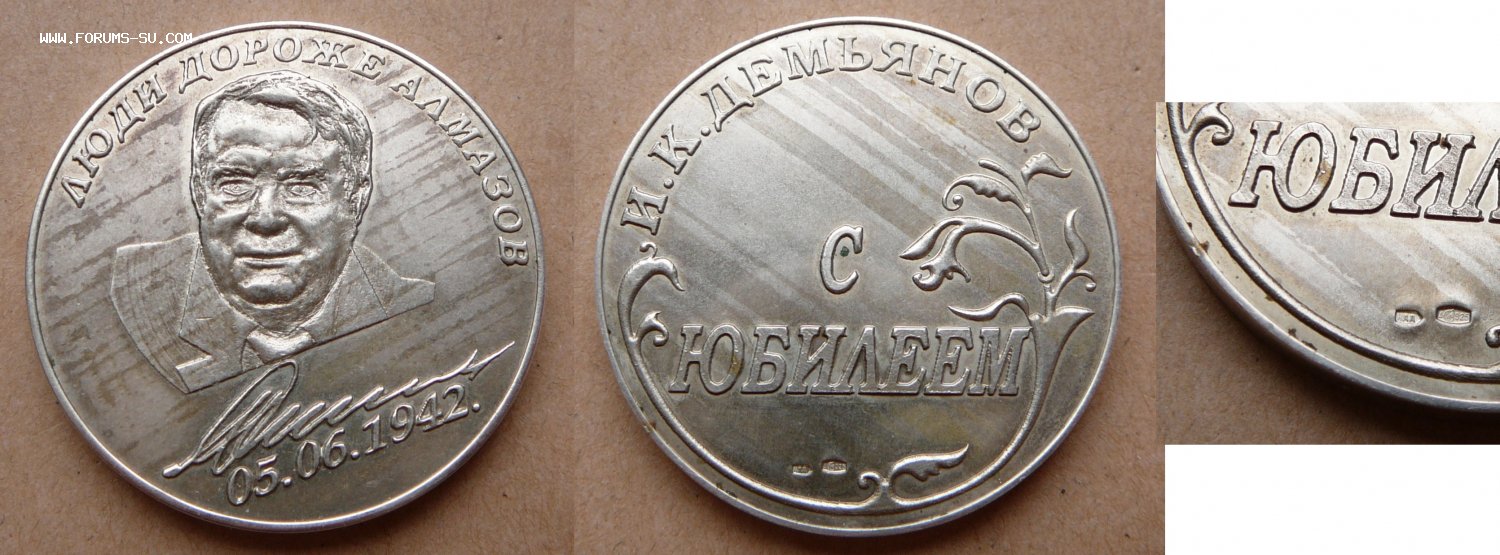 WWW.FORUMS-SU.COM
ЛЮДИ ДОРОЖЕ АЛМАЗОВ
05.06.1942.
И.К.ДЕМЬЯНОВ.
С
ЮБИЛЕЕМ
ЮБИЛ